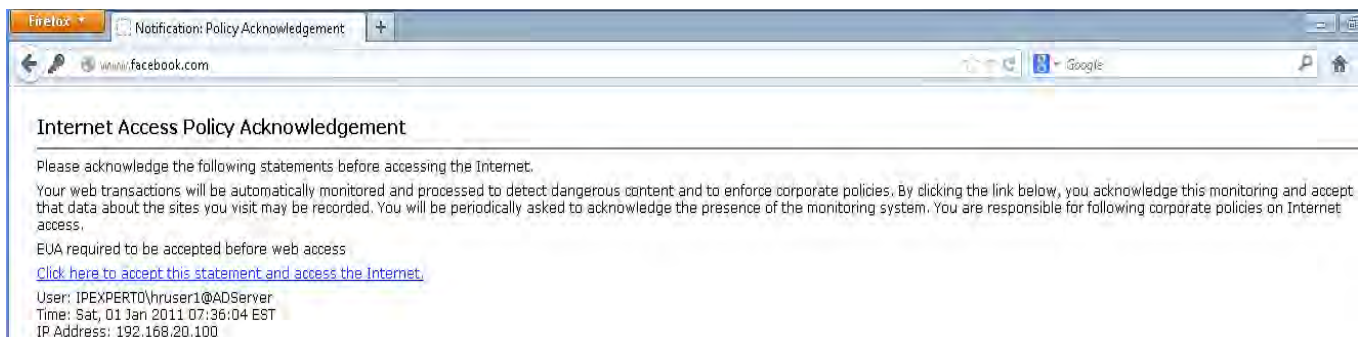 Firefox
Notification: Policy Acknowledgement
+
www.facebook.com
Google
Internet Access Policy Acknowledgement
Please acknowledge the following statements before accessing the Internet.
Your web transactions will be automatically monitored and processed to detect dangerous content and to enforce corporate policies. By clicking the link below, you acknowledge this monitoring and accept
that data about the sites you visit may be recorded. You will be periodically asked to acknowledge the presence of the monitoring system. You are responsible for following corporate policies on Internet
access.
EUA required to be accepted before web access
Click here to accept this statement and access the Internet.
User: IPEXPERT0\hruser1@ADServer
Time: Sat, 01 Jan 2011 07:36:04 EST
IP Address: 192.168.20.100